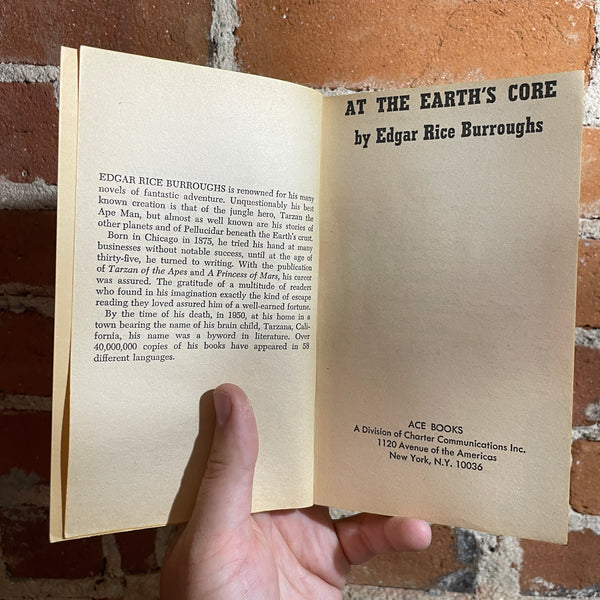 EDGAR RICE BURROUGHS is renowned for his many
novels of fantastic adventure. Unquestionably his best
known creation is that of the jungle hero, Tarzan the
Ape Man, but almost as well known are his stories of
other planets and of Pellucidar beneath the Earth's crust.
Born in Chicago in 1875, he tried his hand at many
businesses without notable success, until at the age of
thirty-five, he turned to writing. With the publication
of Tarzan of the Apes and A Princess of Mars, his career
was assured. The gratitude of a multitude of readers
who found in his imagination exactly the kind of escape
reading they loved assured him of a well-earned fortune.
By the time of his death, in 1950, at his home in a
town bearing the name of his brain child, Tarzana, Cali-
fornia, his name was a byword in literature. Over
40,000,000 copies of his books have appeared in 58
different languages.
AT THE EARTH'S CORE
by Edgar Rice Burroughs
ACE BOOKS
A Division of Charter Communications Inc.
1120 Avenue of the Americas
New York, N.Y. 10036